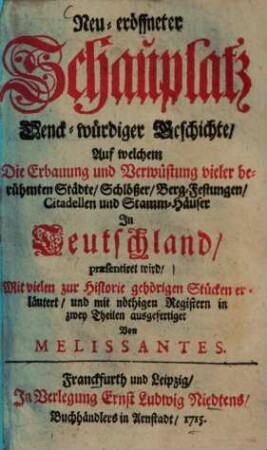 Neu-eröffneter
Schauplatz
Denck-würdiger Geschichte/
Auf welchem
Die Erbauung und Verwüstung vieler be-
rühmten Städte/ Schlößer/ Berg-Festungen/
Citadellen und Stamm-Häuser
In
Teutschland/
præsentiret wird/
Mit vielen zur Historie gehörigen Stücken er-
läutert/ und mit nöthigen Registern in
zwey Theilen ausgefertiget
Von
MELISSANTES.
Franckfurth und Leipzig/
In Verlegung Ernst Ludwig Niedtens/
Buchhändlers in Arnstadt/ 1715.